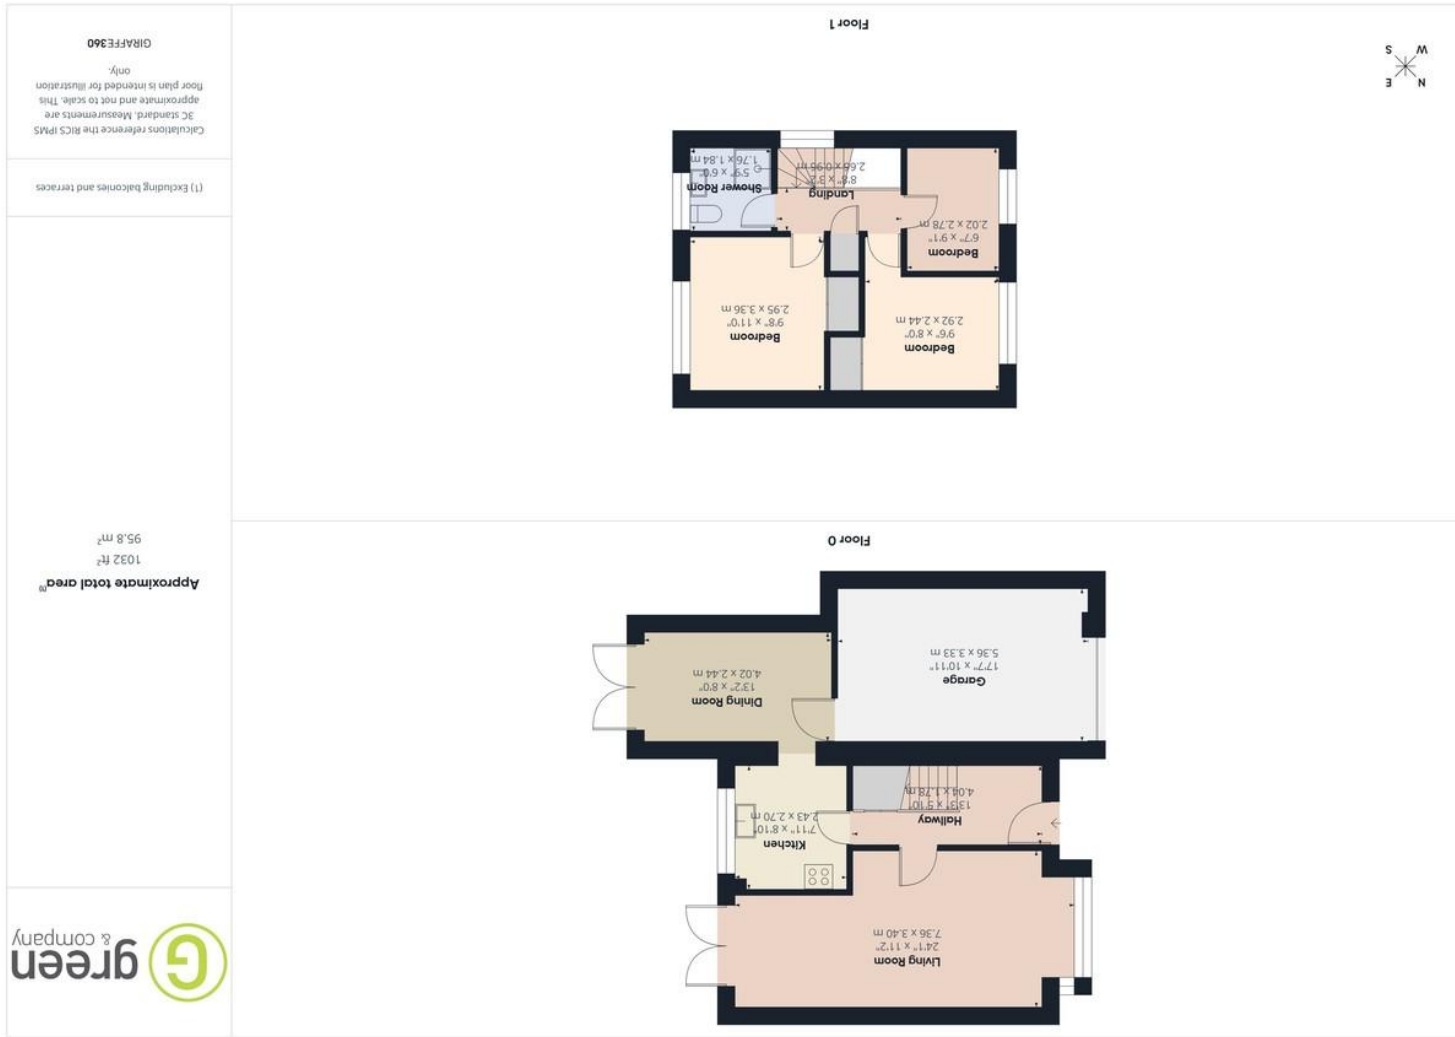 green
& company
Living Room
24'1" x 11'2"
7.36 x 3.40 m
Kitchen
7'11" x 8'10"
2.43 x 2.70 m
Hallway
13'3" x 5'10"
4.04 x 1.78 m
Dining Room
13'2" x 8'0"
4.02 x 2.44 m
Garage
17'7" x 10'11"
5.36 x 3.33 m
Floor 0
Approximate total area(1)
1032 ft²
95.8 m²
Bedroom
9'6" x 8'0"
2.92 x 2.44 m
Bedroom
9'8" x 11'0"
2.95 x 3.36 m
Bedroom
6'7" x 9'1"
2.02 x 2.78 m
Landing
8'8" x 3'2"
2.65 x 0.96 m
Shower Room
5'9" x 6'0"
1.76 x 1.84 m
Floor 1
N
E
S
W
(1) Excluding balconies and terraces
Calculations reference the RICS IPMS
3C standard. Measurements are
approximate and not to scale. This
floor plan is intended for illustration
only.
GIRAFFE360